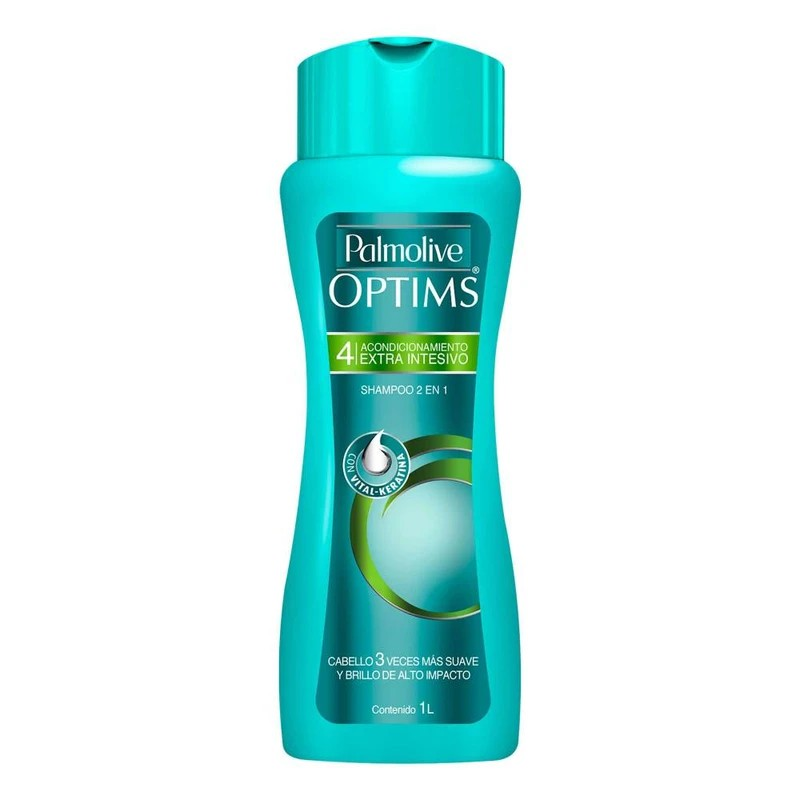 Palmolive
OPTIMS®
4 ACONDICIONAMIENTO
EXTRA INTESIVO
SHAMPOO 2 EN 1
CON VITAL-KERATINA
CABELLO 3 VECES MÁS SUAVE
Y BRILLO DE ALTO IMPACTO
Contenido 1L